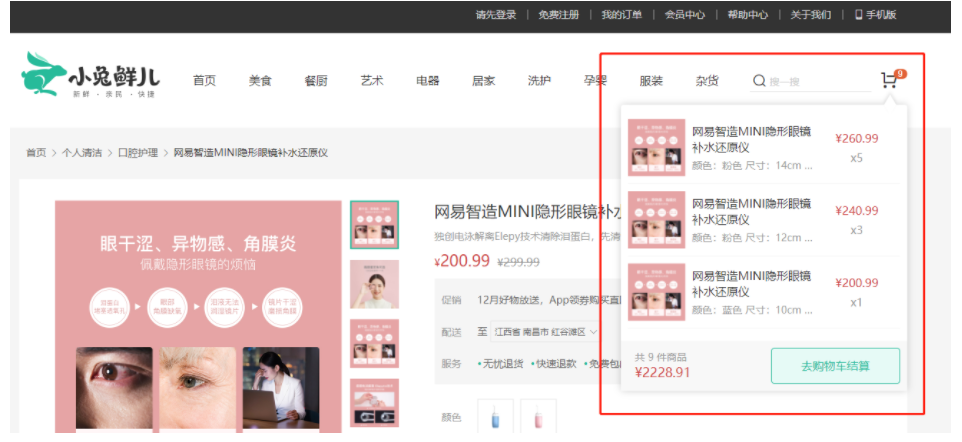 请先登录 | 免费注册 | 我的订单 | 会员中心 | 帮助中心 | 关于我们 | 手机版
小兔鲜儿
新鲜 · 亲民 · 快捷
首页 美食 餐厨 艺术 电器 居家 洗护 孕婴 服装 杂货 搜一搜 9
首页 > 个人清洁 > 口腔护理 > 网易智造MINI隐形眼镜补水还原仪
眼干涩、异物感、角膜炎
佩戴隐形眼镜的烦恼
网易智造MINI隐形眼镜补
独创电泳解离Elepy技术清除泪蛋白，先清
¥200.99 ¥299.99
促销 12月好物放送，App领券购买直
配送 至 江西省 南昌市 红谷滩区
服务 •无忧退货 •快速退款 •免费包
颜色
网易智造MINI隐形眼镜
补水还原仪
颜色：粉色 尺寸：14cm ...
¥260.99
x5
网易智造MINI隐形眼镜
补水还原仪
颜色：粉色 尺寸：12cm ...
¥240.99
x3
网易智造MINI隐形眼镜
补水还原仪
颜色：蓝色 尺寸：10cm ...
¥200.99
x1
共 9 件商品
¥2228.91
去购物车结算